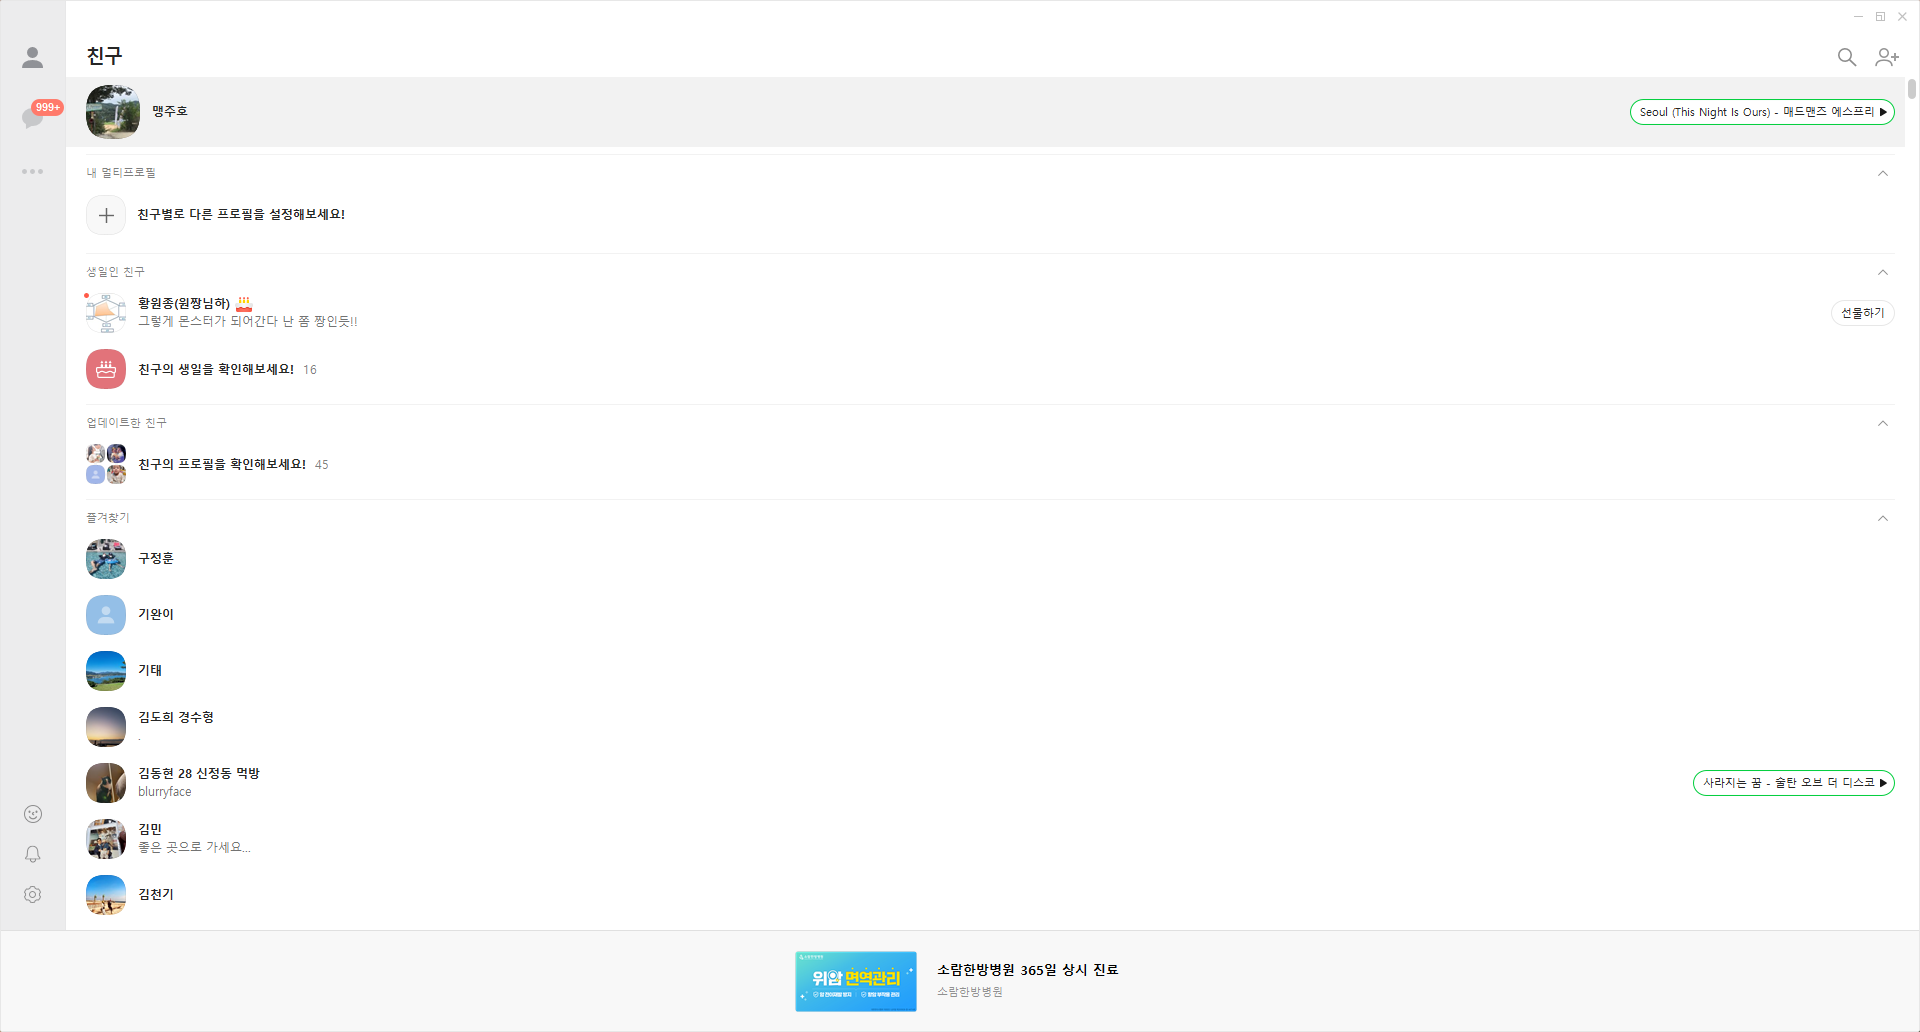 친구
999+
맹주호
Seoul (This Night Is Ours) - 매드맨즈 에스프리
내 멀티프로필
친구별로 다른 프로필을 설정해보세요!
생일인 친구
황원종(원짱님하)
그렇게 몬스터가 되어간다 난 쫌 짱인듯!!
선물하기
친구의 생일을 확인해보세요! 16
업데이트한 친구
친구의 프로필을 확인해보세요! 45
즐겨찾기
구정훈
기완이
기태
김도희 경수형
.
김동현 28 신정동 먹방
blurryface
사라지는 꿈 - 술탄 오브 더 디스코
김민
좋은 곳으로 가세요...
김천기
위암 면역관리
소람한방병원 365일 상시 진료
소람한방병원